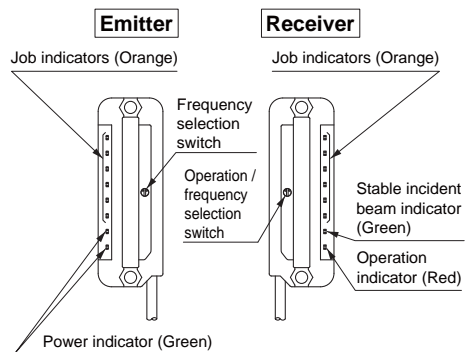 Emitter
Receiver
Job indicators (Orange)
Job indicators (Orange)
Frequency
selection
switch
Operation /
frequency
selection
switch
Stable incident
beam indicator
(Green)
Operation
indicator (Red)
Power indicator (Green)